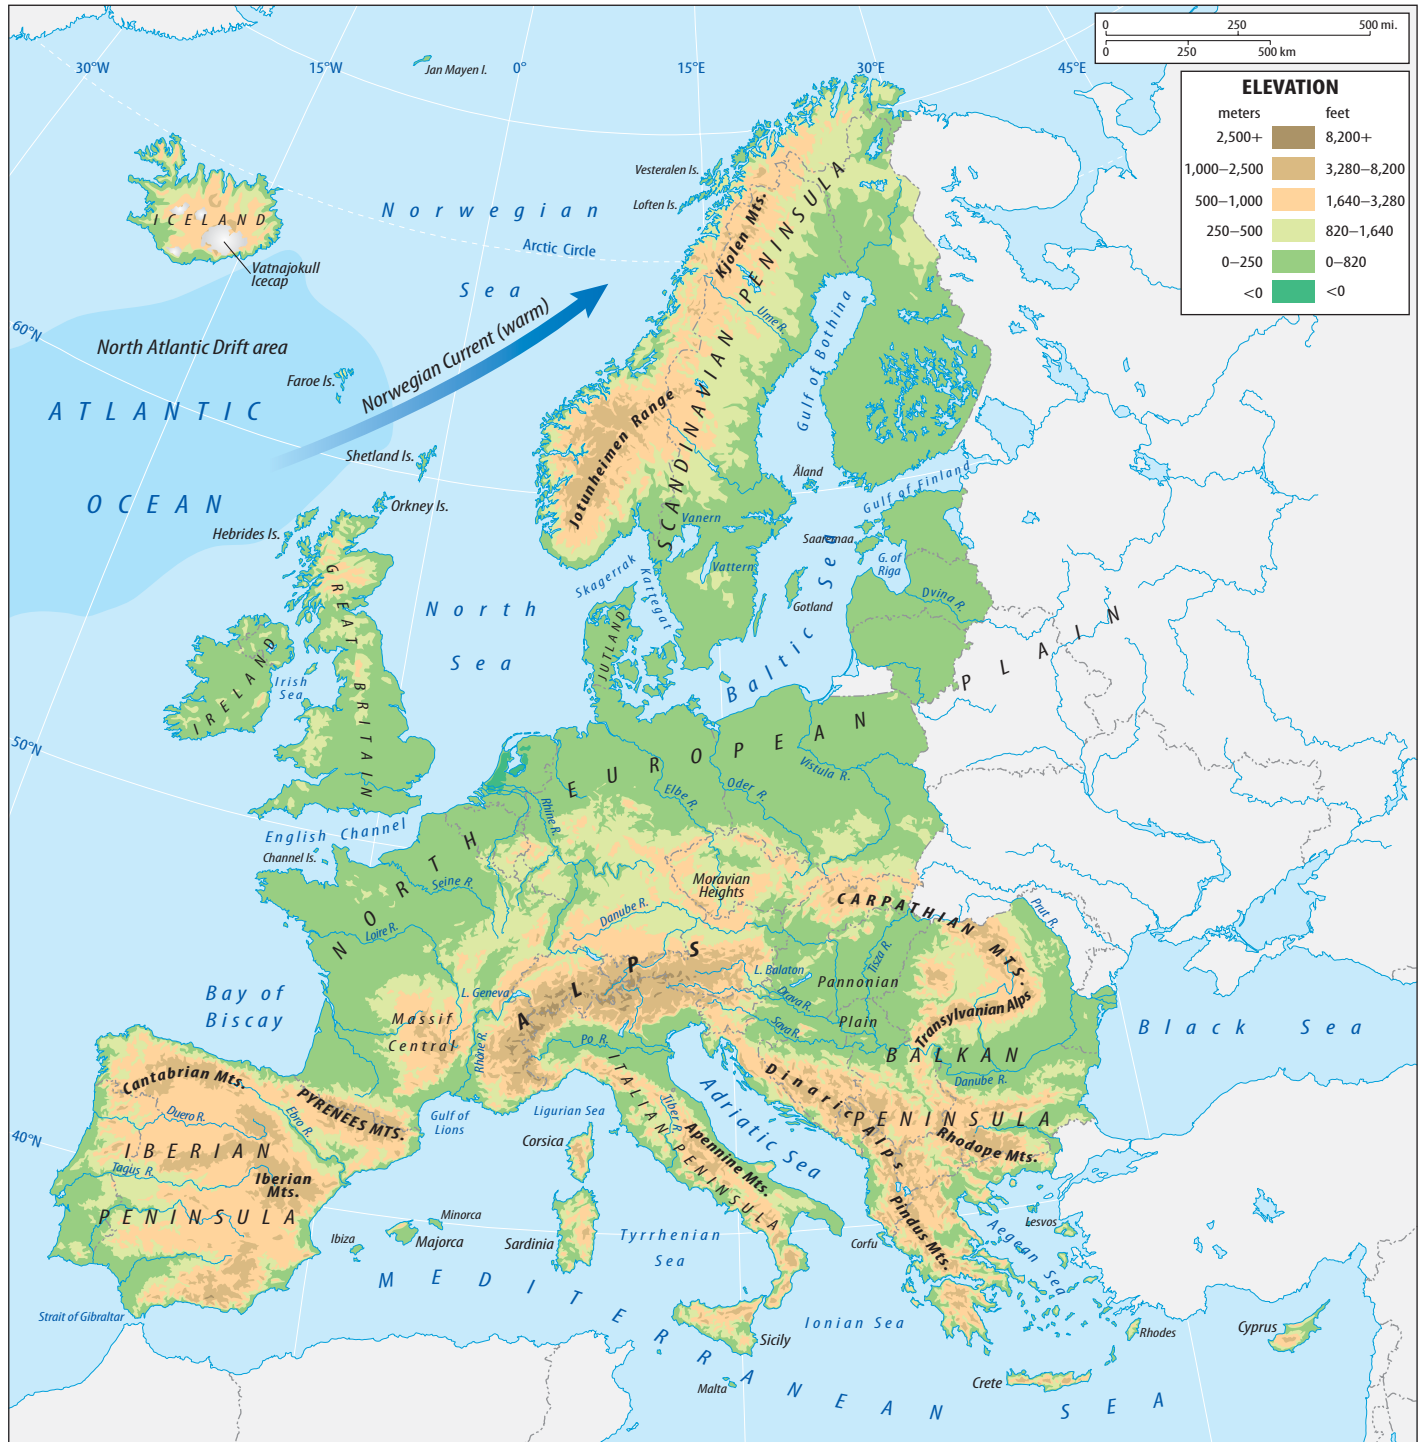 0 250 500 mi.
0 250 500 km
ELEVATION
meters feet
2,500+ 8,200+
1,000–2,500 3,280–8,200
500–1,000 1,640–3,280
250–500 820–1,640
0–250 0–820
<0 <0
30°W
15°W
0°
15°E
30°E
45°E
Jan Mayen I.
ICELAND
Vatnajokull
Icecap
Vesteralen Is.
Loften Is.
Norwegian
Sea
Arctic Circle
60°N
North Atlantic Drift area
Norwegian Current (warm)
Faroe Is.
ATLANTIC
OCEAN
Shetland Is.
Orkney Is.
Hebrides Is.
Kjolen Mts.
SCANDINAVIAN PENINSULA
Jotunheimen Range
Ume R.
Gulf of Bothina
Åland
Gulf of Finland
Vanern
Vattern
Saaremaa
G. of
Riga
Gotland
Dvina R.
Baltic Sea
Skagerrak
Kattegat
JUTLAND
North
Sea
GREAT BRITAIN
IRELAND
Irish
Sea
50°N
English Channel
Channel Is.
NORTH EUROPEAN PLAIN
Rhine R.
Elbe R.
Oder R.
Vistula R.
Seine R.
Loire R.
Moravian
Heights
Danube R.
CARPATHIAN MTS.
Prut R.
Tisza R.
L. Balaton
Pannonian
Plain
Drava R.
Sava R.
Transylvanian Alps
BALKAN
PENINSULA
Danube R.
Black Sea
ALPS
L. Geneva
Massif
Central
Rhone R.
Po R.
Bay of
Biscay
Cantabrian Mts.
PYRENEES MTS.
Duero R.
Ebro R.
IBERIAN
PENINSULA
Tagus R.
Iberian
Mts.
40°N
Gulf of
Lions
Ligurian Sea
Corsica
ITALIAN PENINSULA
Tiber R.
Apennine Mts.
Adriatic Sea
Dinaric Alps
Rhodope Mts.
Pindus Mts.
Minorca
Majorca
Ibiza
Sardinia
Tyrrhenian
Sea
Corfu
Lesvos
Aegean Sea
Strait of Gibraltar
MEDITERRANEAN SEA
Ionian Sea
Sicily
Malta
Rhodes
Crete
Cyprus